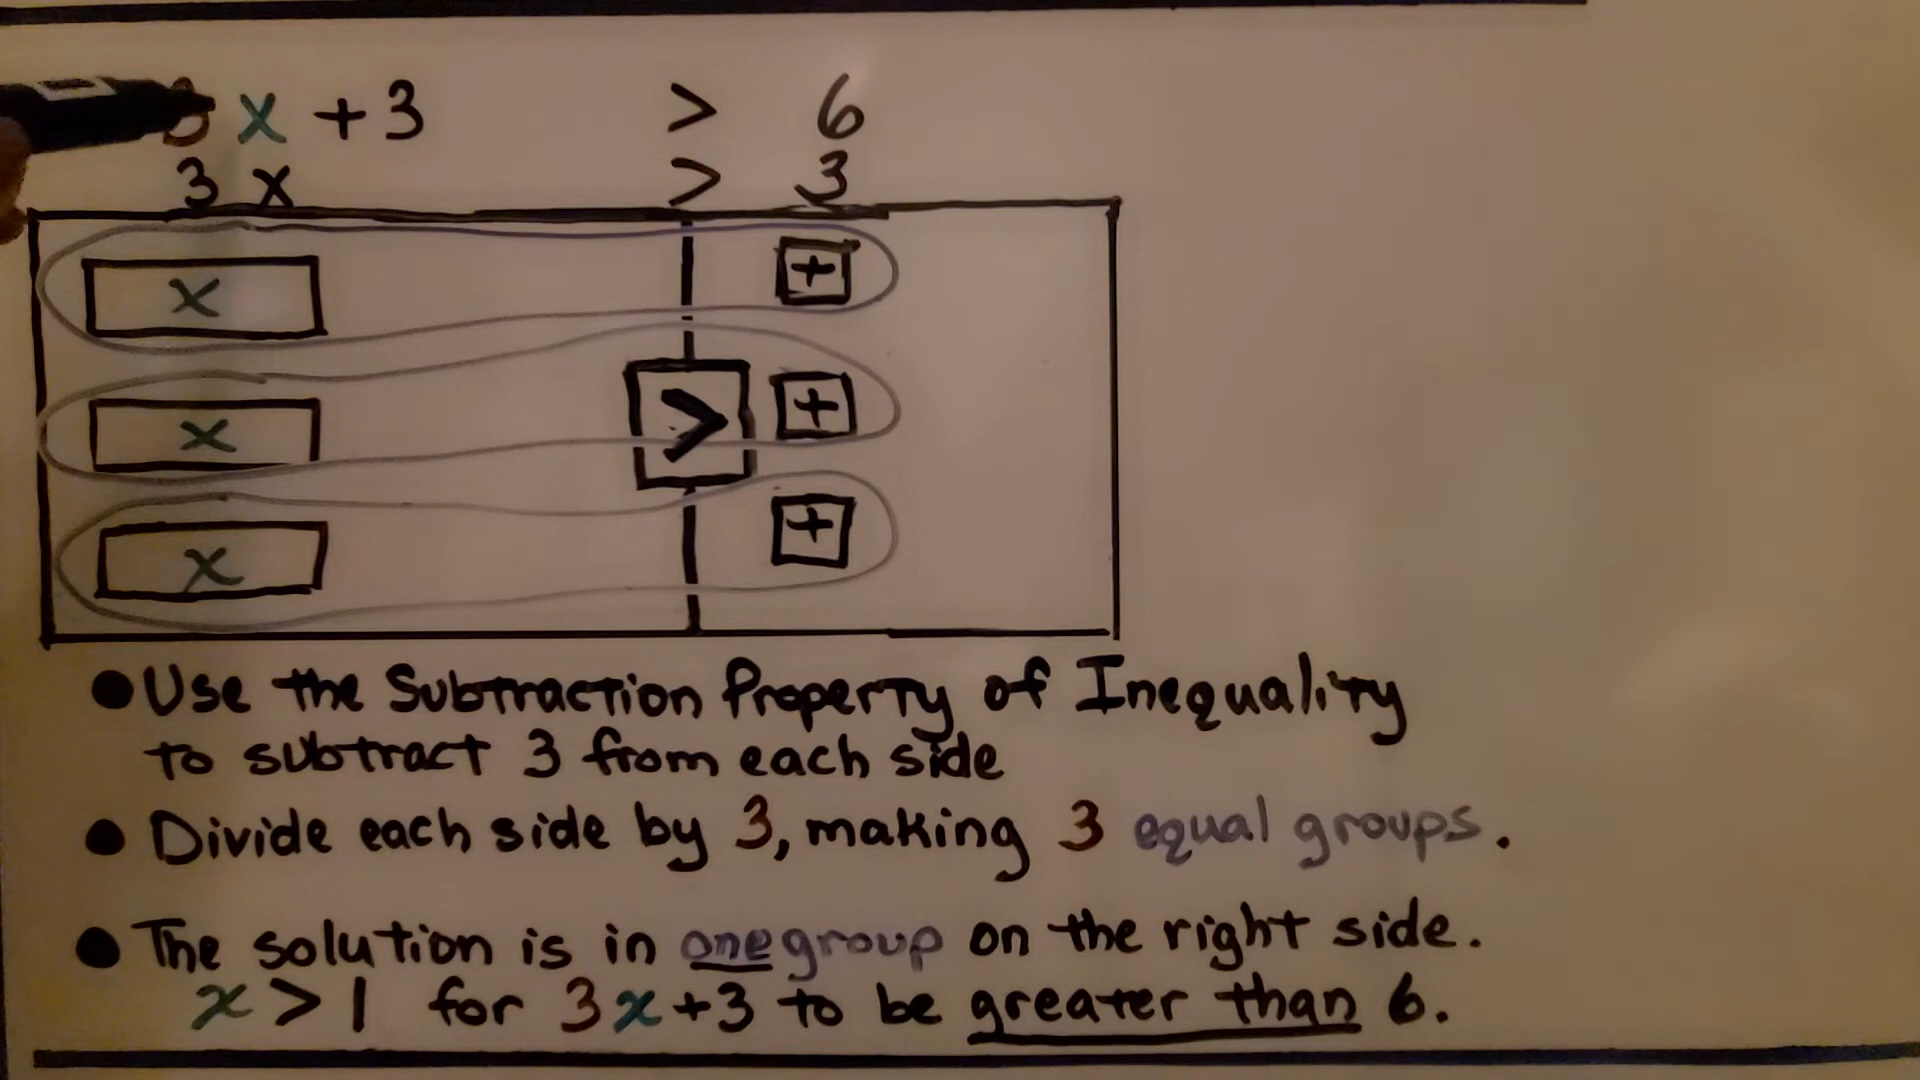 3x + 3 > 6
3x > 3
x +
x > +
x +
• Use the Subtraction Property of Inequality
to subtract 3 from each side
• Divide each side by 3, making 3 equal groups.
• The solution is in one group on the right side.
x > 1 for 3x + 3 to be greater than 6.